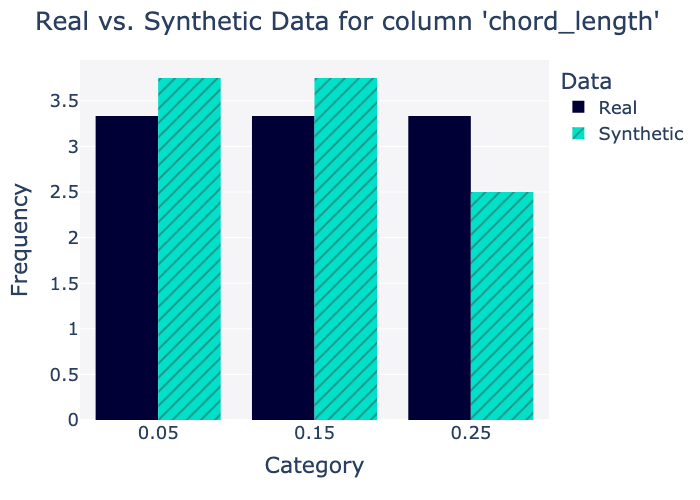 Real vs. Synthetic Data for column 'chord_length'
Data
Real
Synthetic
Frequency
3.5
3
2.5
2
1.5
1
0.5
0
0.05
0.15
0.25
Category